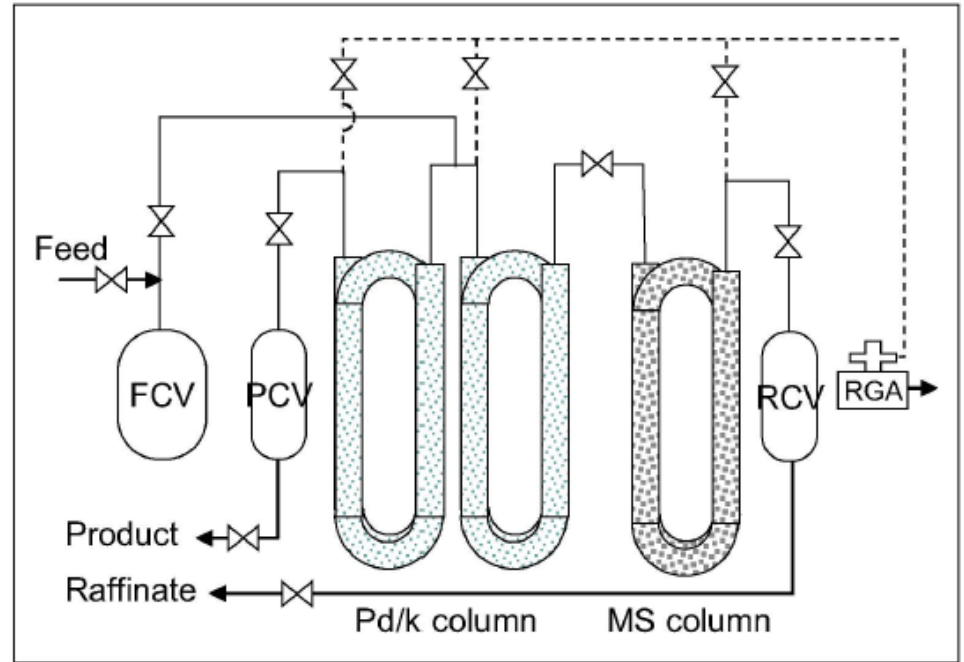 Feed
FCV
PCV
RCV
RGA
Product
Raffinate
Pd/k column
MS column